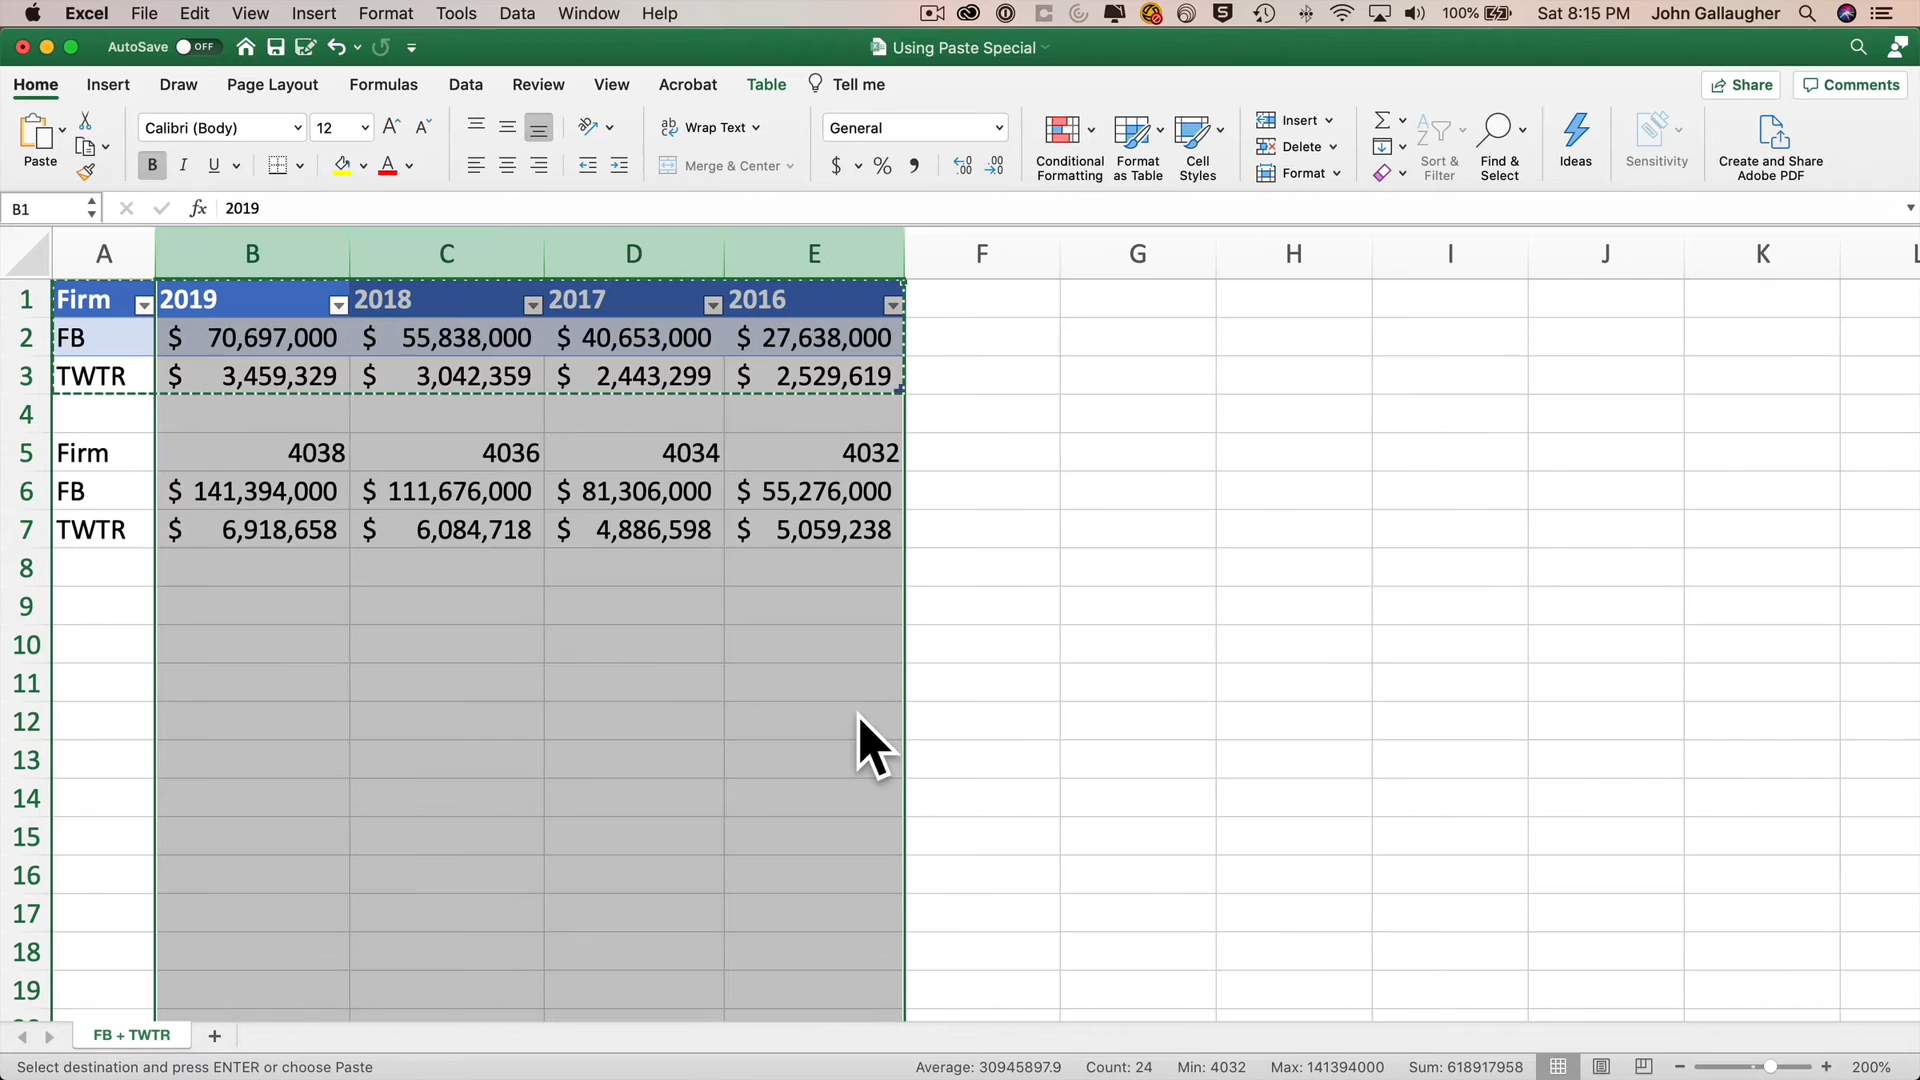 Excel File Edit View Insert Format Tools Data Window Help 100% Sat 8:15 PM John Gallaugher
AutoSave OFF Using Paste Special
Home Insert Draw Page Layout Formulas Data Review View Acrobat Table Tell me Share Comments
Paste Calibri (Body) 12 A A Wrap Text General Conditional Formatting Format as Table Cell Styles Insert Delete Format Sort & Filter Find & Select Ideas Sensitivity Create and Share Adobe PDF
B I U A Merge & Center $ % 
B1 fx 2019
A B C D E F G H I J K L
1 Firm 2019 2018 2017 2016
2 FB $ 70,697,000 $ 55,838,000 $ 40,653,000 $ 27,638,000
3 TWTR $ 3,459,329 $ 3,042,359 $ 2,443,299 $ 2,529,619
4
5 Firm 4038 4036 4034 4032
6 FB $ 141,394,000 $ 111,676,000 $ 81,306,000 $ 55,276,000
7 TWTR $ 6,918,658 $ 6,084,718 $ 4,886,598 $ 5,059,238
8
9
10
11
12
13
14
15
16
17
18
19
FB + TWTR
Select destination and press ENTER or choose Paste Average: 309458979.9 Count: 24 Min: 4032 Max: 141394000 Sum: 618917958 200%